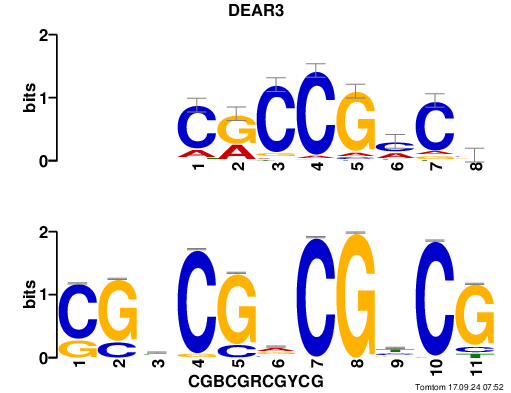 DEAR3
2
1
0
bits
C G C C G C C
A A A
1 2 3 4 5 6 7 8
2
1
0
bits
C G C G C G C G
G C C A T C T
1 2 3 4 5 6 7 8 9 10 11
CGBCGRCGYCG
Tomtom 17.09.24 07:52